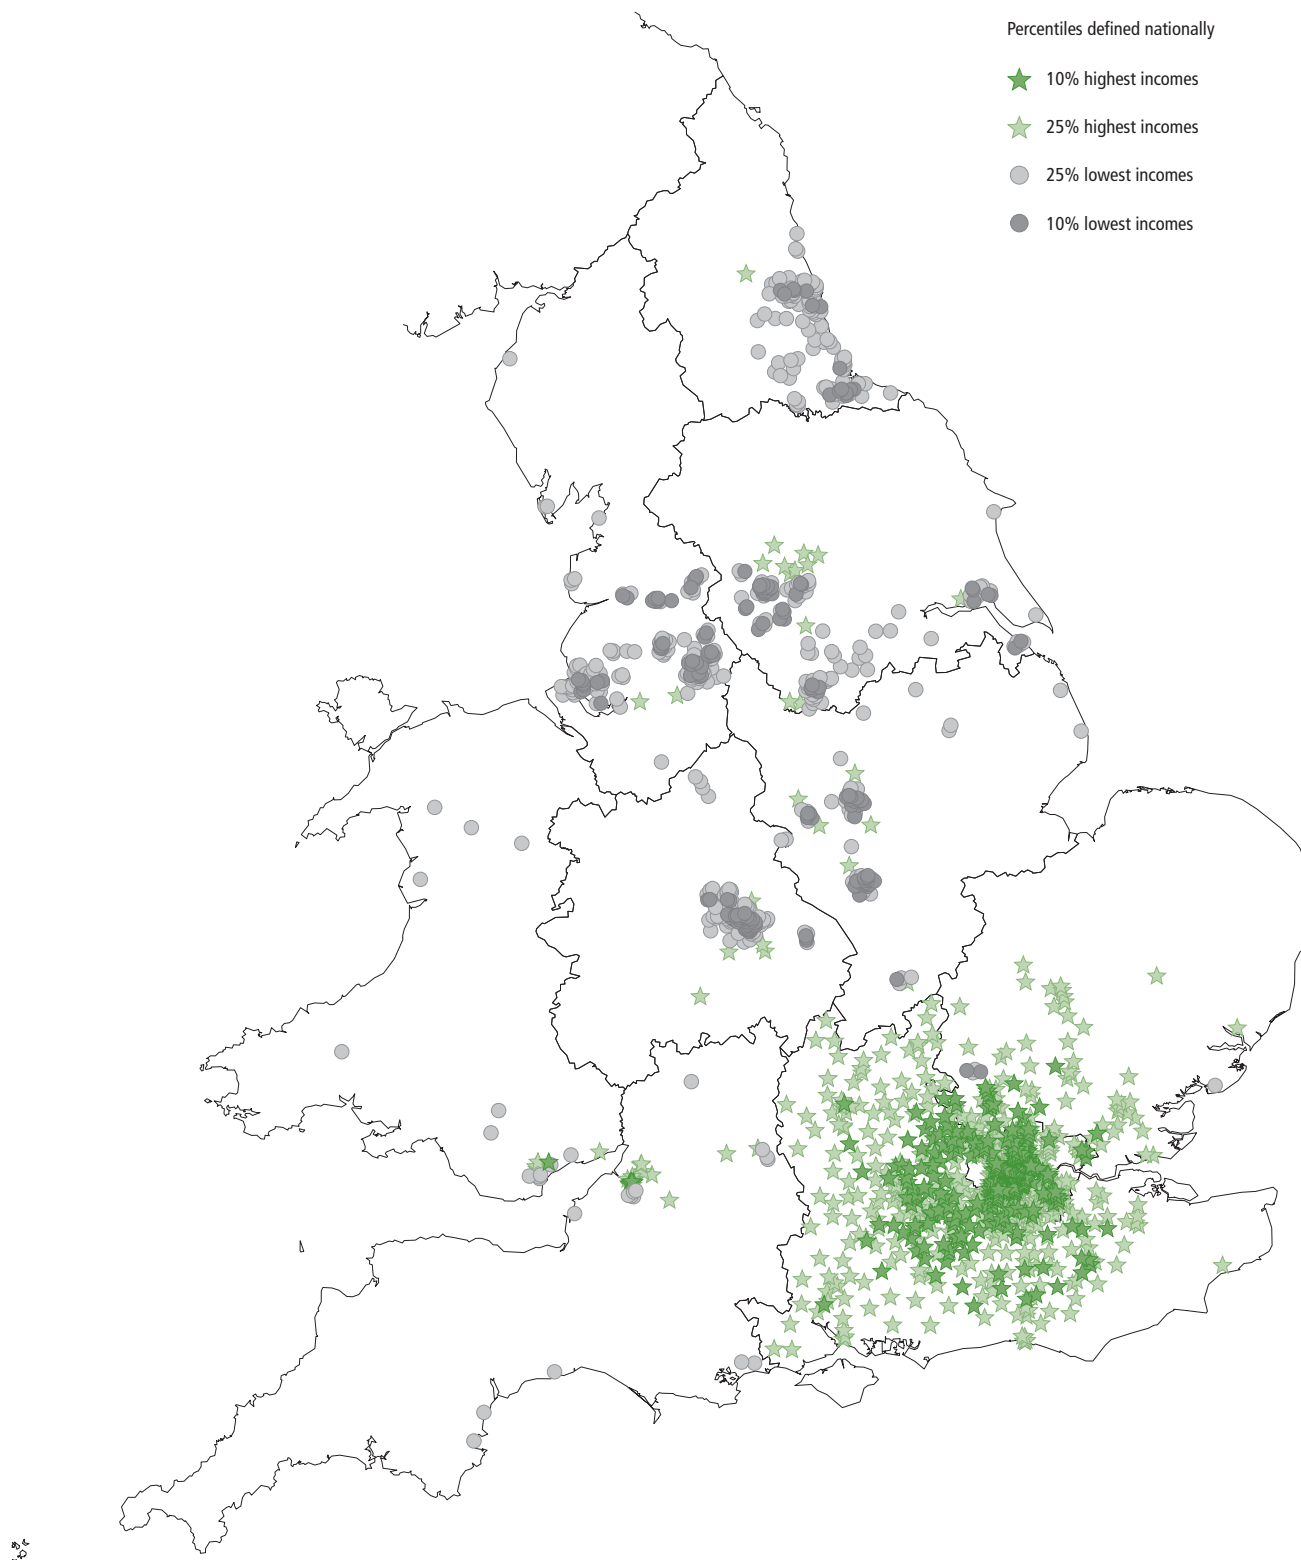 Percentiles defined nationally
10% highest incomes
25% highest incomes
25% lowest incomes
10% lowest incomes